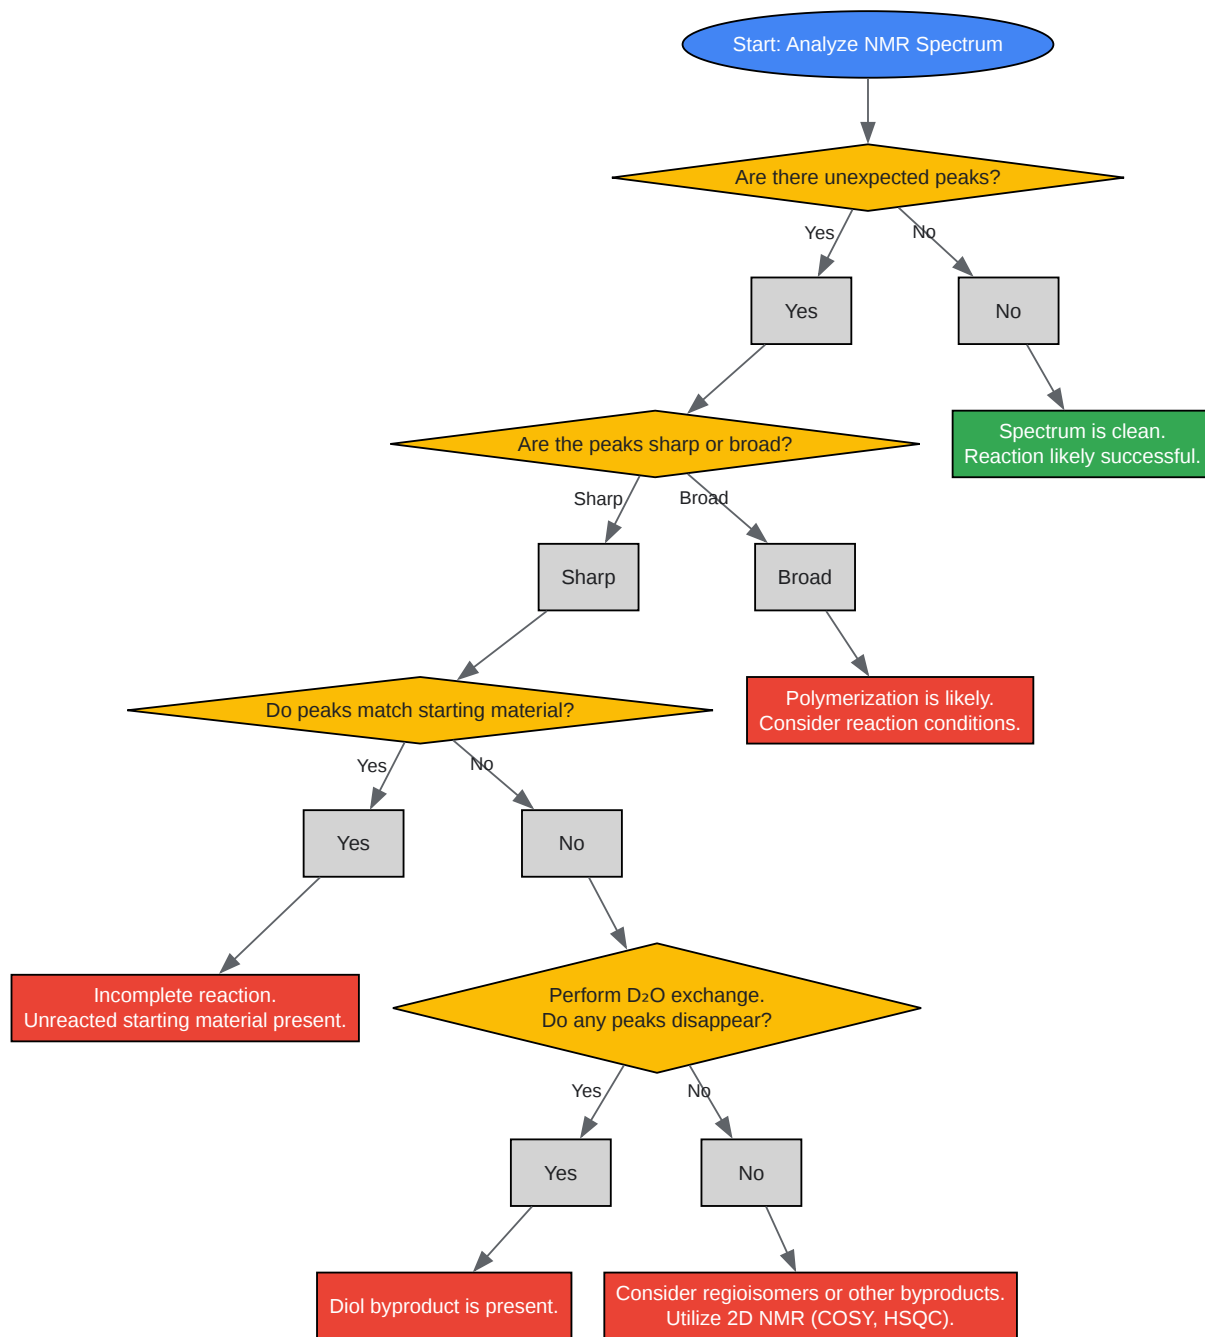 Start: Analyze NMR Spectrum
Are there unexpected peaks?
Yes
No
Yes
No
Are the peaks sharp or broad?
Spectrum is clean.
Reaction likely successful.
Sharp
Broad
Sharp
Broad
Do peaks match starting material?
Polymerization is likely.
Consider reaction conditions.
Yes
No
Yes
No
Incomplete reaction.
Unreacted starting material present.
Perform D₂O exchange.
Do any peaks disappear?
Yes
No
Yes
No
Diol byproduct is present.
Consider regioisomers or other byproducts.
Utilize 2D NMR (COSY, HSQC).